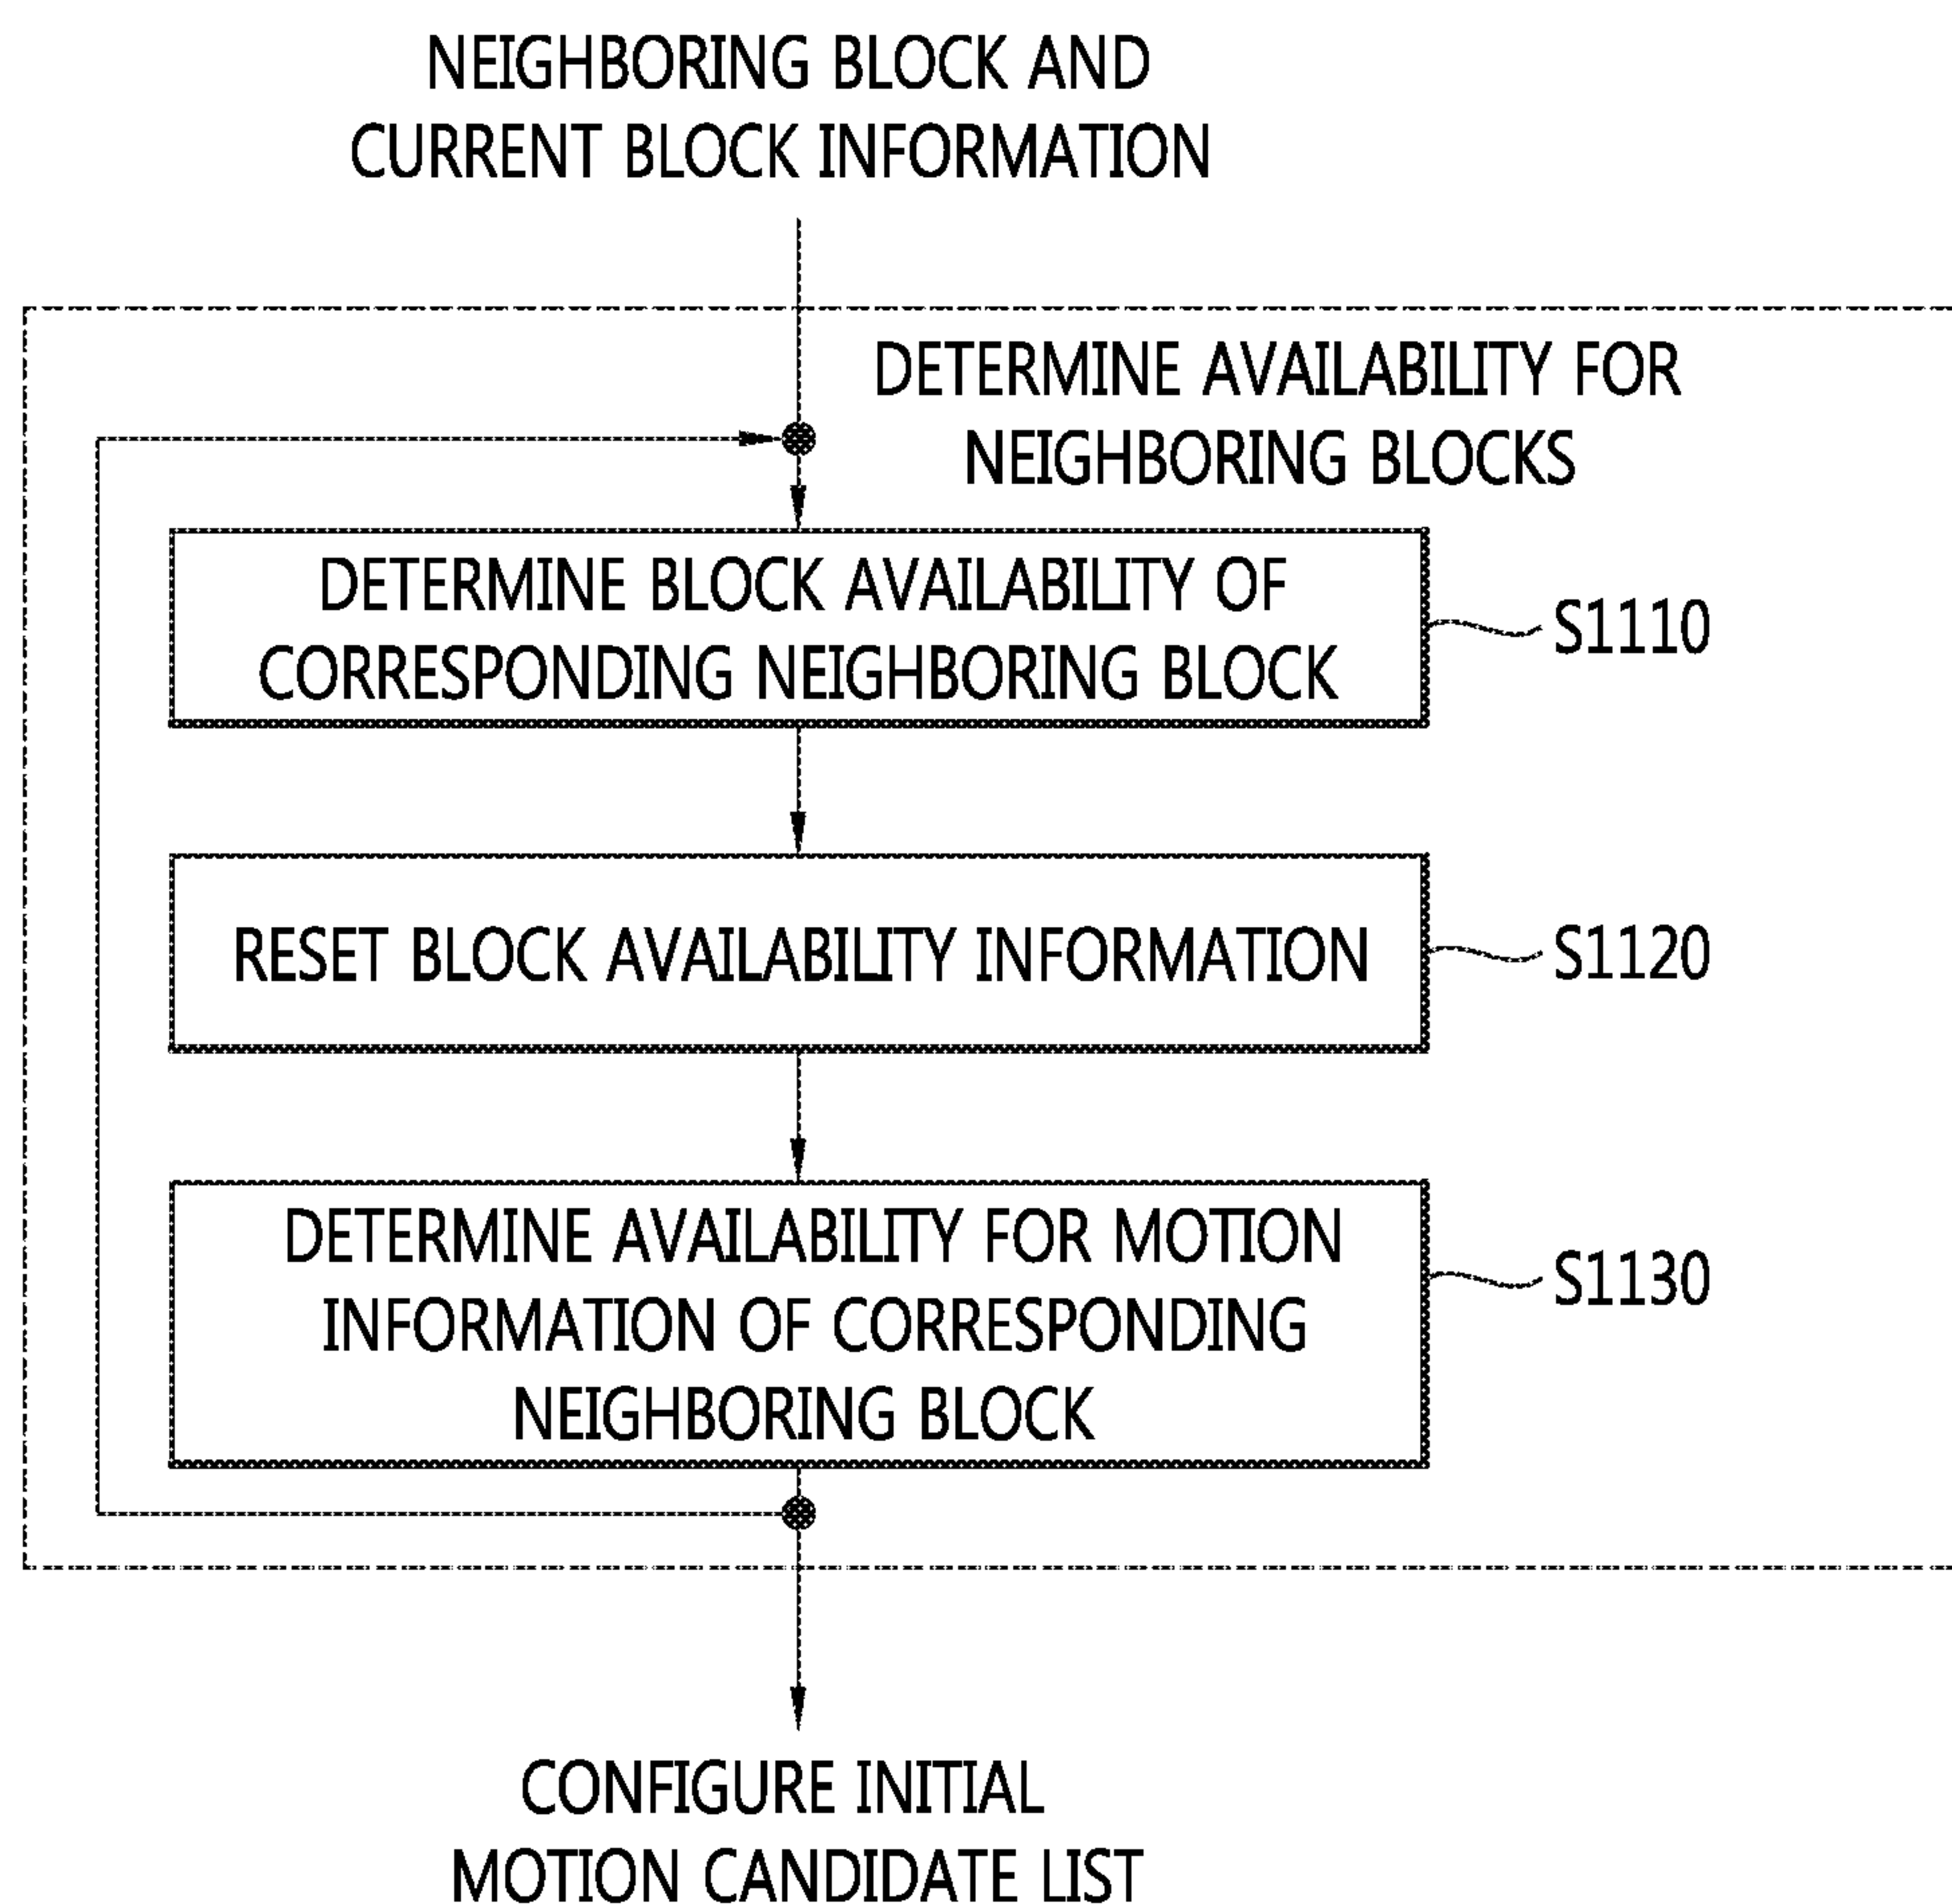 NEIGHBORING BLOCK AND
CURRENT BLOCK INFORMATION
DETERMINE AVAILABILITY FOR
NEIGHBORING BLOCKS
DETERMINE BLOCK AVAILABILITY OF
CORRESPONDING NEIGHBORING BLOCK
S1110
RESET BLOCK AVAILABILITY INFORMATION
S1120
DETERMINE AVAILABILITY FOR MOTION
INFORMATION OF CORRESPONDING
NEIGHBORING BLOCK
S1130
CONFIGURE INITIAL
MOTION CANDIDATE LIST